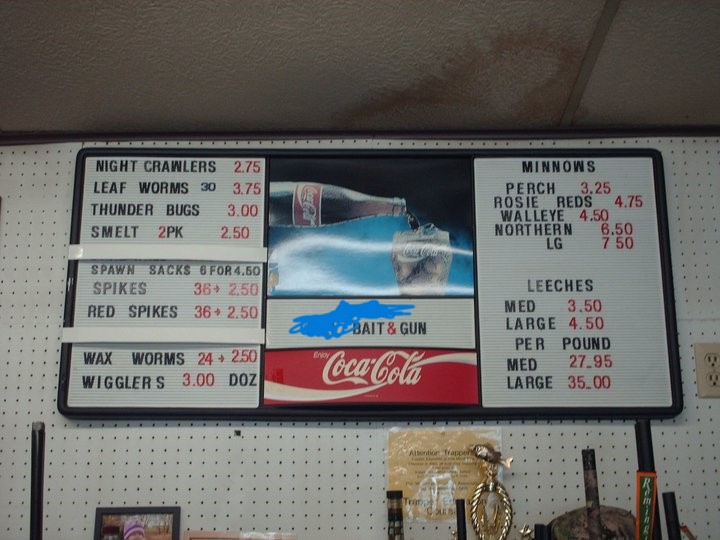 NIGHT CRAWLERS 2.75
LEAF WORMS 30 3.75
THUNDER BUGS 3.00
SMELT 2PK 2.50
SPAWN SACKS 6 FOR 4.50
SPIKES 36→ 2.50
RED SPIKES 36→ 2.50
WAX WORMS 24→ 2.50
WIGGLERS 3.00 DOZ
Coca-Cola
BAIT & GUN
Enjoy
Coca-Cola
MINNOWS
PERCH 3.25
ROSIE REDS 4.75
WALLEYE 4.50
NORTHERN 6.50
LG 7 50
LEECHES
MED 3.50
LARGE 4.50
PER POUND
MED 27.95
LARGE 35.00
Attention Trappers
Remington